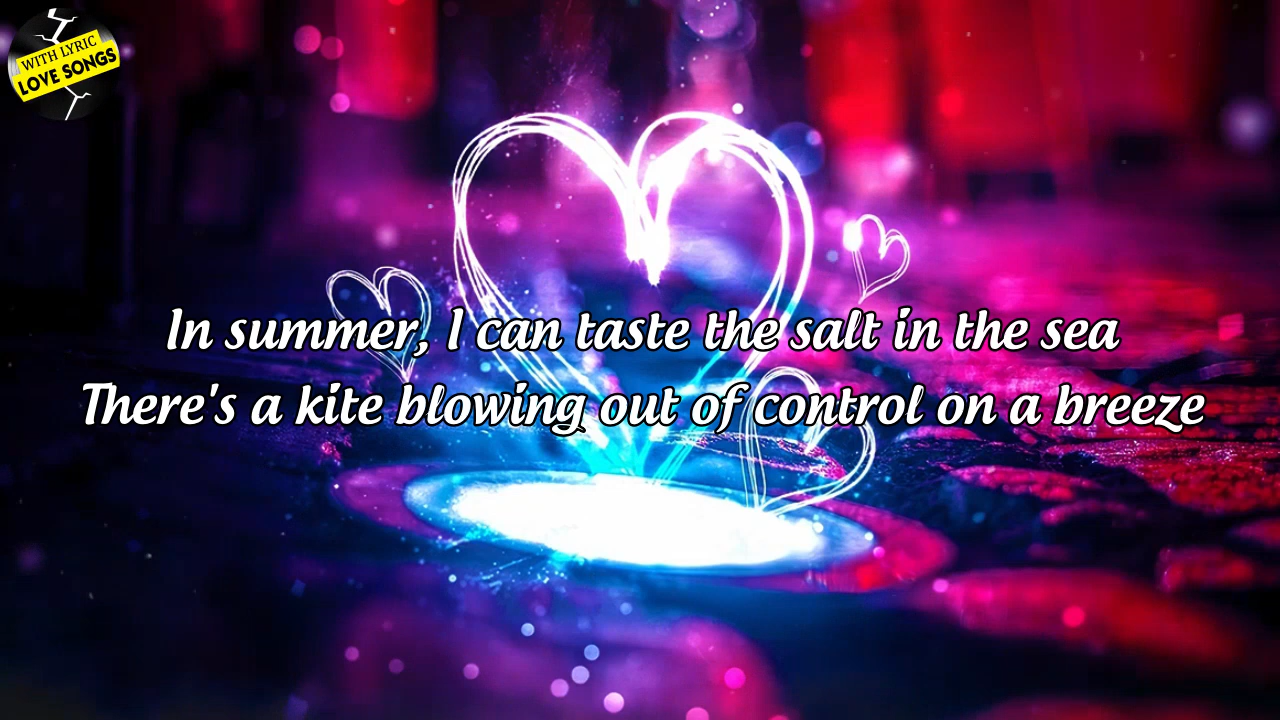 WITH LYRIC
LOVE SONGS
In summer, I can taste the salt in the sea
There's a kite blowing out of control on a breeze